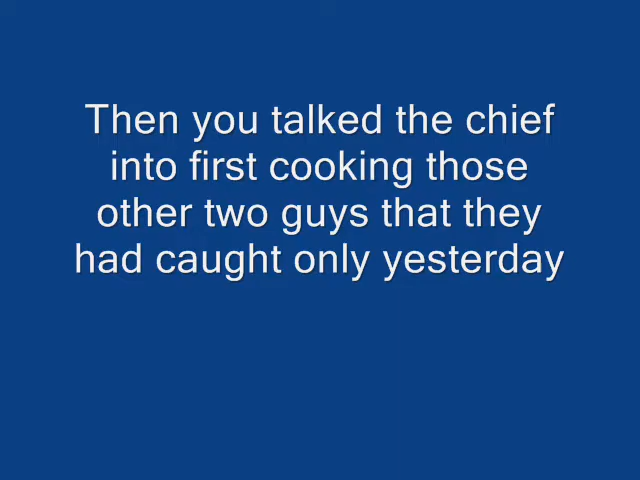 Then you talked the chief
into first cooking those
other two guys that they
had caught only yesterday